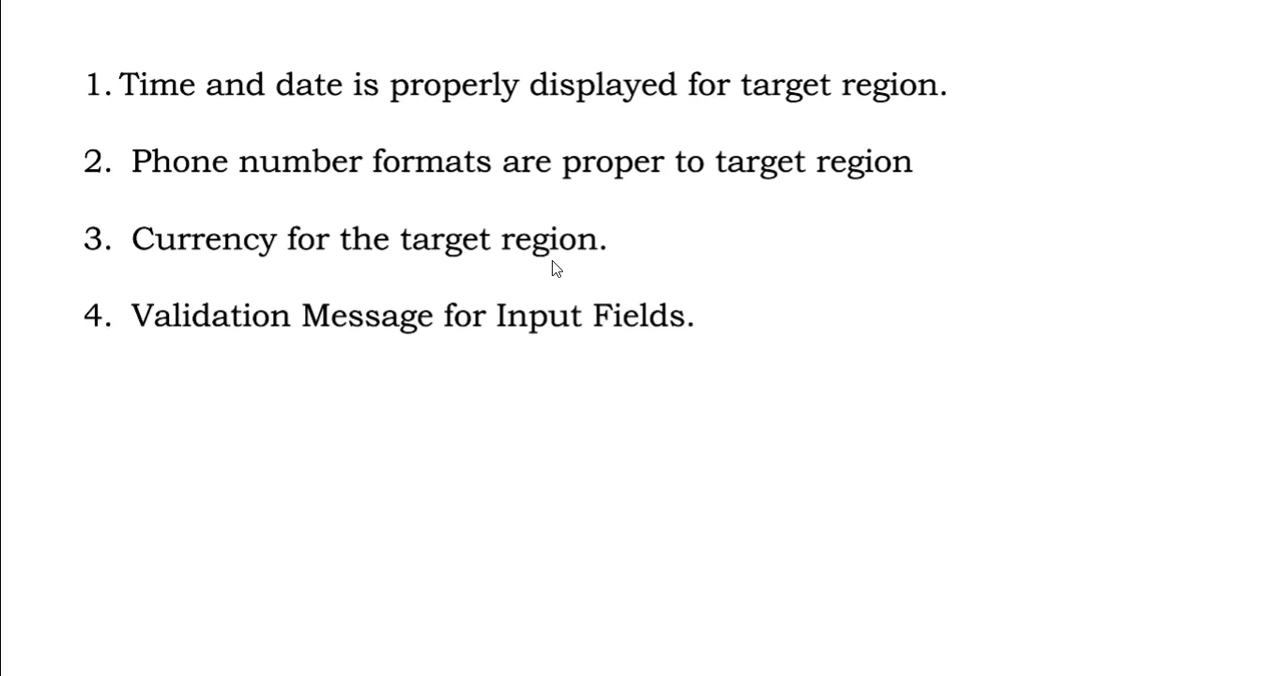 1. Time and date is properly displayed for target region.
2. Phone number formats are proper to target region
3. Currency for the target region.
4. Validation Message for Input Fields.